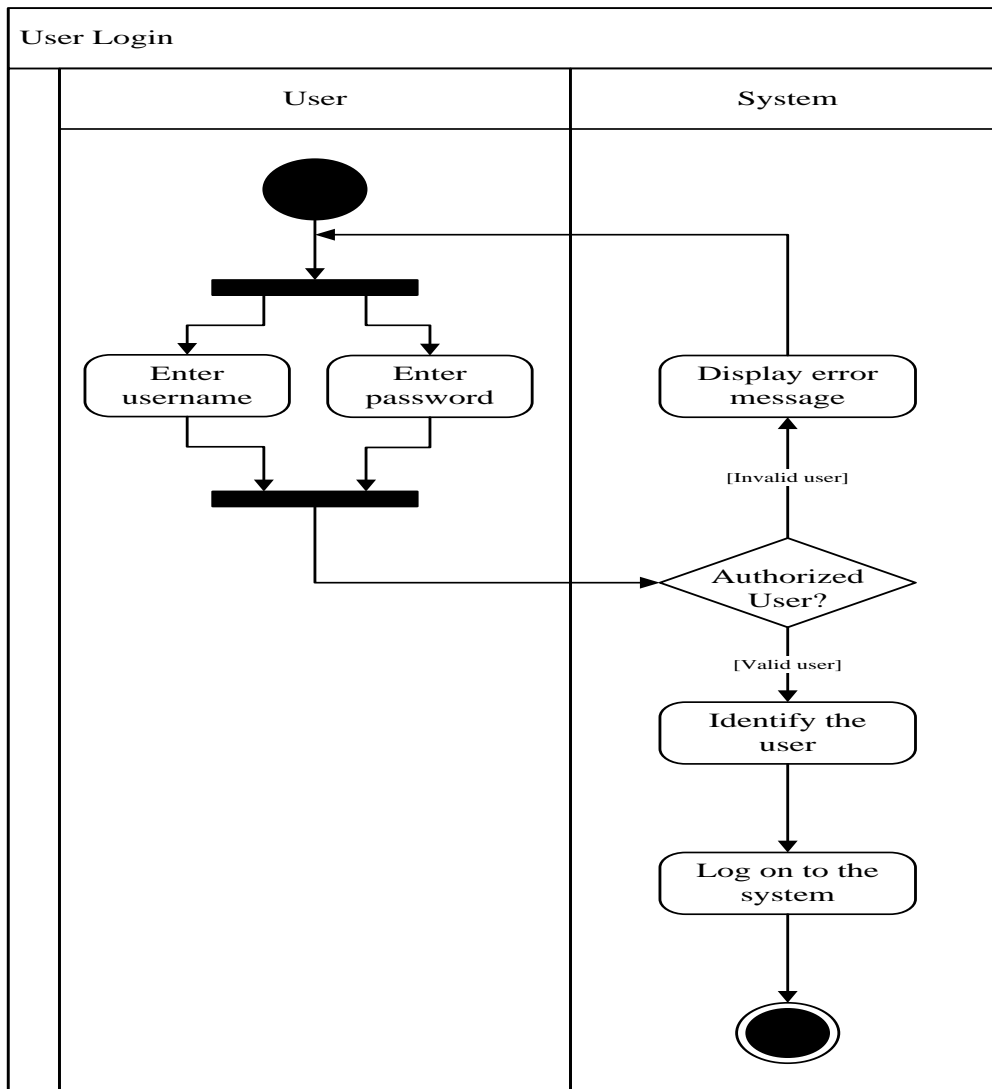 User Login
User
System
Enter
username
Enter
password
Display error
message
[Invalid user]
Authorized
User?
[Valid user]
Identify the
user
Log on to the
system